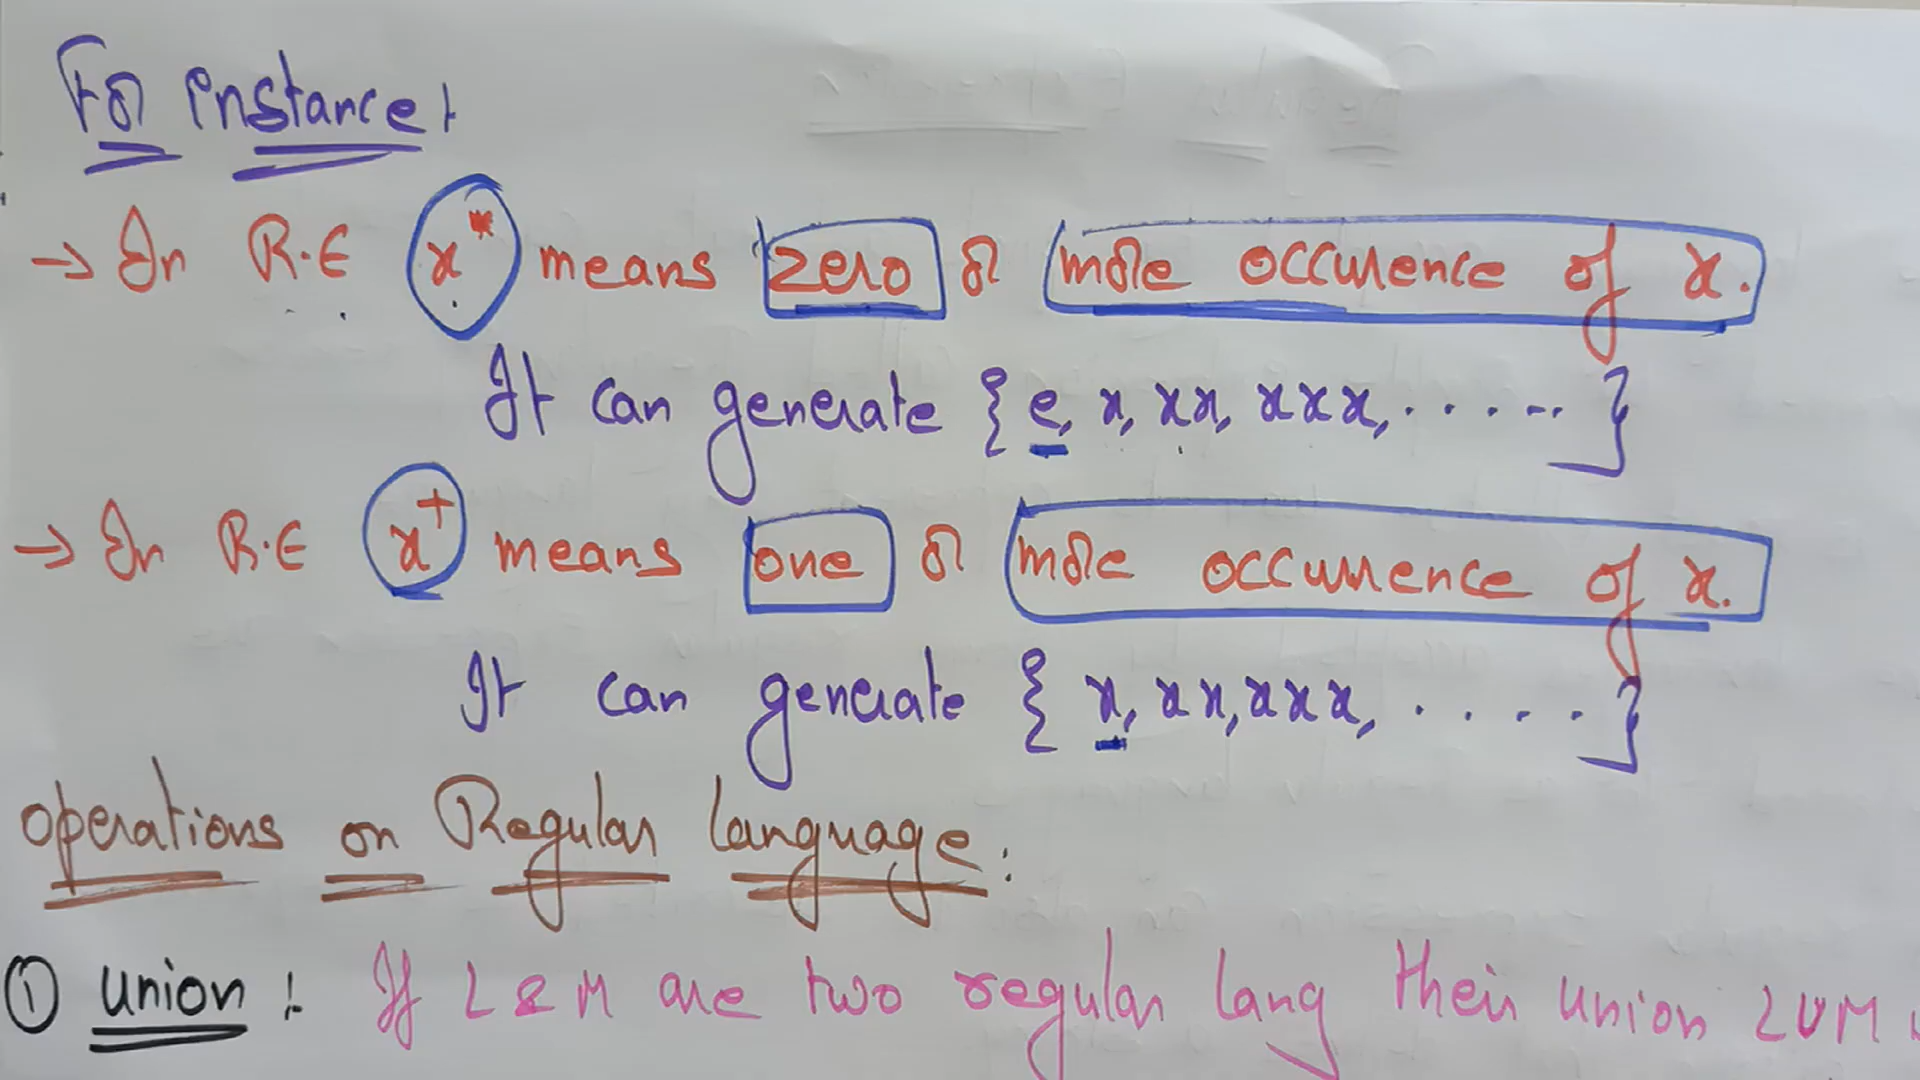 For instance:
→ In R.E x* means zero or more occurence of x.
It can generate { e, x, xx, xxx, ...... }
→ In R.E x⁺ means one or more occurrence of x.
It can generate { x, xx, xxx, ..... }
operations on Regular language:
① union : If L & M are two regular lang their union LUM